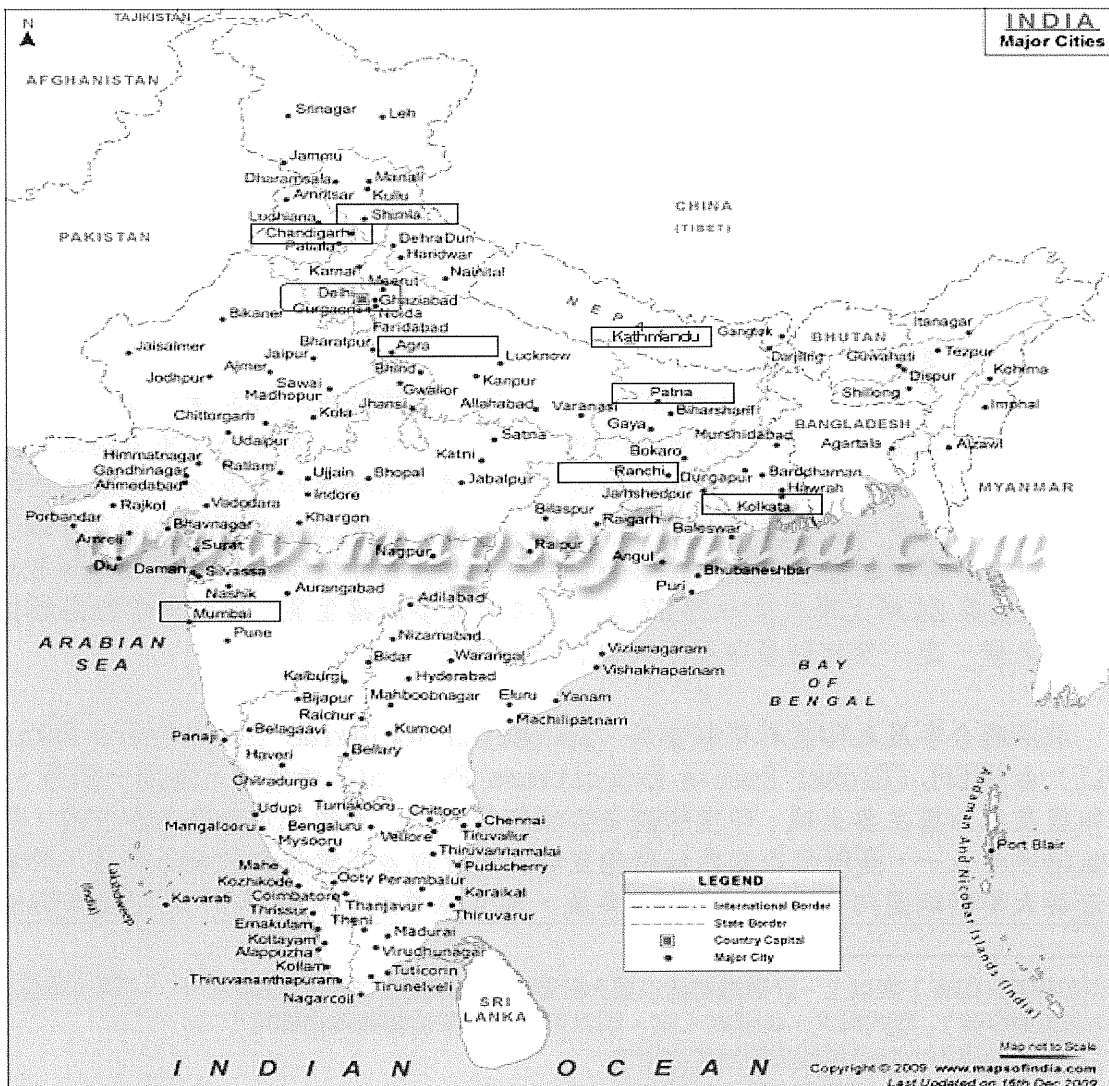 N
TAJIKISTAN
INDIA
Major Cities
AFGHANISTAN
Srinagar
Leh
Jammu
Dharamsala
Manali
Amritsar
Kullu
CHINA
(TIBET)
Ludhiana
Shimla
PAKISTAN
Chandigarh
Patiala
Dehra Dun
Haridwar
Karnal
Nainital
Meerut
Delhi
Ghaziabad
Gurgaon
Noida
Faridabad
NEPA
Bikaner
Kathmandu
Gangtok
BHUTAN
Itanagar
Jaisalmer
Bharatpur
Agra
Jaipur
Lucknow
Darjiling
Guwahati
Tezpur
Jodhpur
Ajmer
Bhind
Kanpur
Dispur
Kohima
Sawai
Madhopur
Gwalior
Patna
Shillong
Chittorgarh
Kota
Jhansi
Allahabad
Varanasi
Biharsharif
Imphal
Gaya
BANGLADESH
Udaipur
Satna
Murshidabad
Agartala
Aizawl
Himmatnagar
Katni
Bokaro
Gandhinagar
Ratlam
Ujjain
Bhopal
Ranchi
Durgapur
Barddhaman
Ahmedabad
Jabalpur
MYANMAR
Indore
Jamshedpur
Hawrah
Rajkot
Vadodara
Kolkata
Porbandar
Bhavnagar
Khargon
Bilaspur
Raigarh
Baleswar
Amreli
www.mapsofindia.com
Surat
Nagpur
Raipur
Angul
Diu
Daman
Silvassa
Bhubaneshbar
Nashik
Aurangabad
Puri
Adilabad
Mumbai
ARABIAN
SEA
Pune
Nizamabad
Vizianagaram
Bidar
Warangal
BAY
OF
BENGAL
Vishakhapatnam
Kalburgi
Hyderabad
Bijapur
Mahboobnagar
Eluru
Yanam
Raichur
Machilipatnam
Belagaavi
Kurnool
Panaji
Haveri
Bellary
Chitradurga
Udupi
Tumakooru
Chittoor
Chennai
Mangalooru
Bengaluru
Vellore
Tiruvallur
Mysooru
Thiruvannamalai
Port Blair
Mahe
Puducherry
Andaman And Nicobar Islands (India)
Lakshdweep
(India)
Kozhikode
Ooty
Perambalur
Kavarati
Coimbatore
Karaikal
Thrissur
Thanjavur
Thiruvarur
Ernakulam
Theni
Kottayam
Madurai
Alappuzha
Virudhunagar
Kollam
Tuticorin
Thiruvananthapuram
Tirunelveli
Nagarcoil
SRI
LANKA
LEGEND
International Border
State Border
Country Capital
Major City
Map not to Scale
INDIAN OCEAN
Copyright © 2009 www.mapsofindia.com
Last Updated on 15th Dec 2009